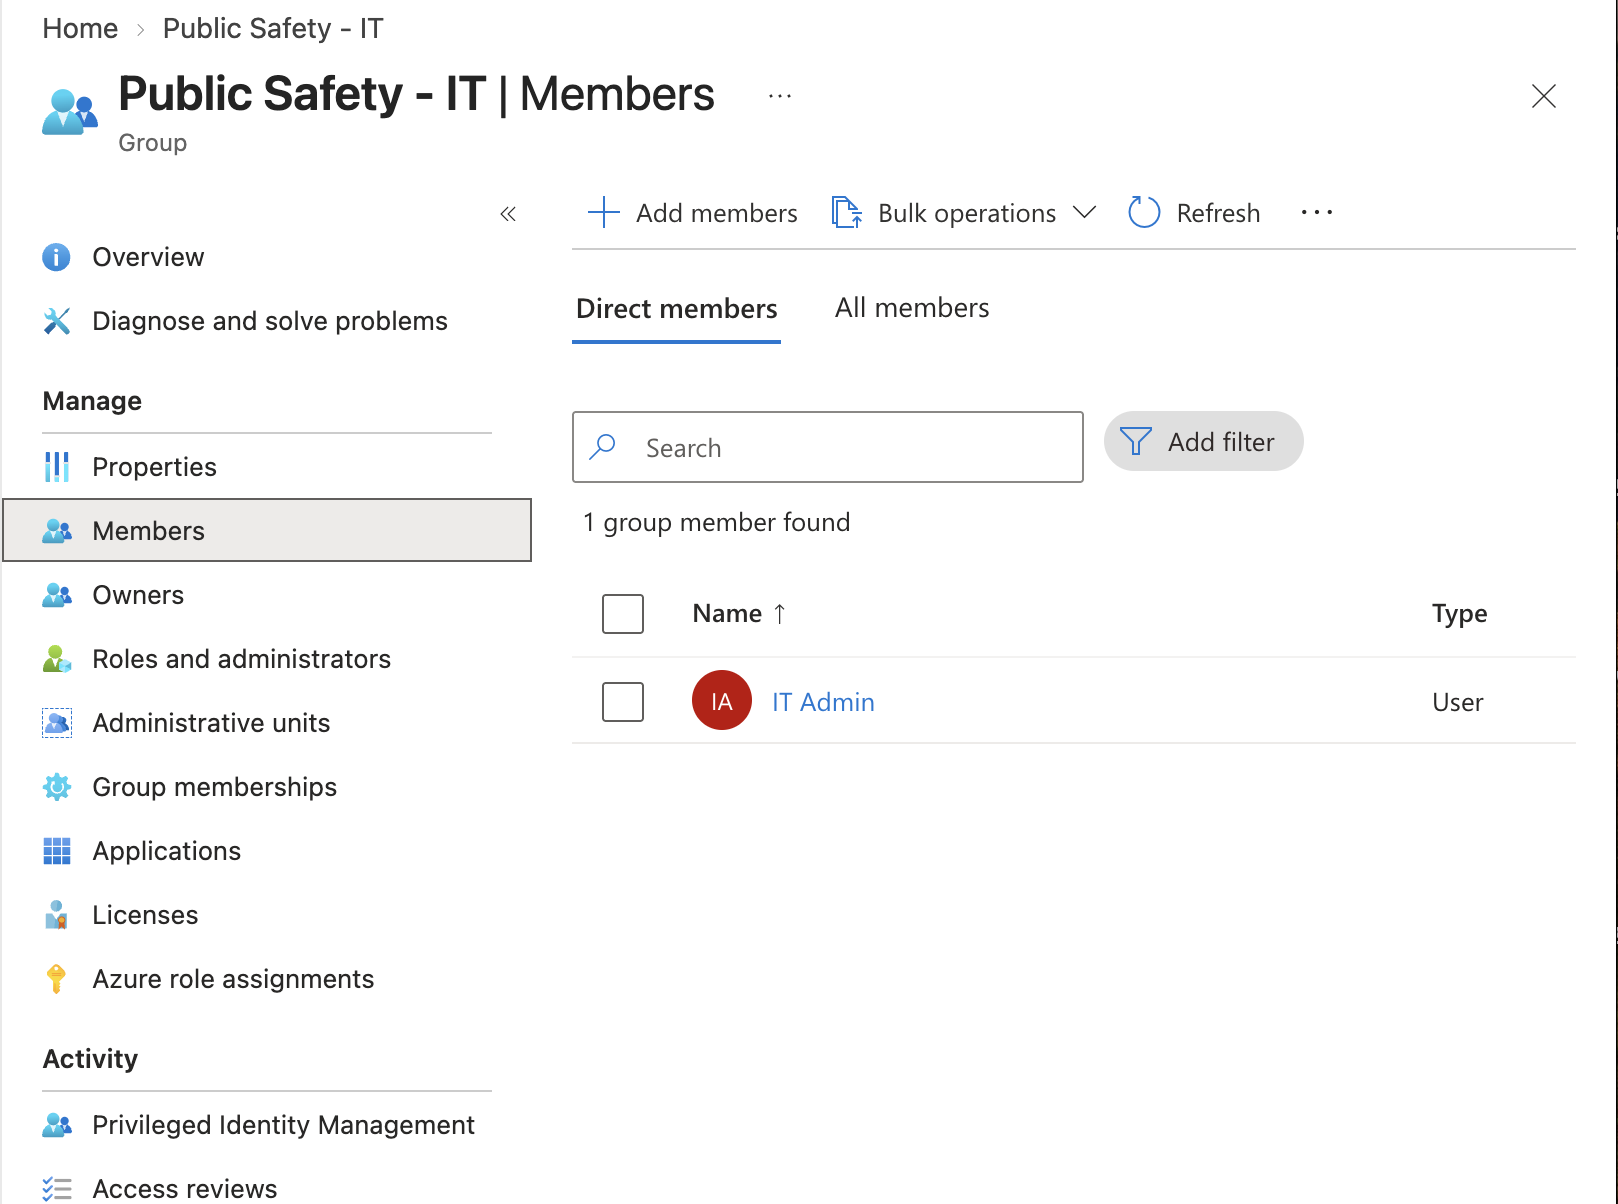 Home > Public Safety - IT
Public Safety - IT | Members ...
Group
«
Add members Bulk operations Refresh ...
Overview
Diagnose and solve problems
Manage
Properties
Members
Owners
Roles and administrators
Administrative units
Group memberships
Applications
Licenses
Azure role assignments
Activity
Privileged Identity Management
Access reviews
Direct members All members
Search Add filter
1 group member found
Name ↑ Type
IA IT Admin User